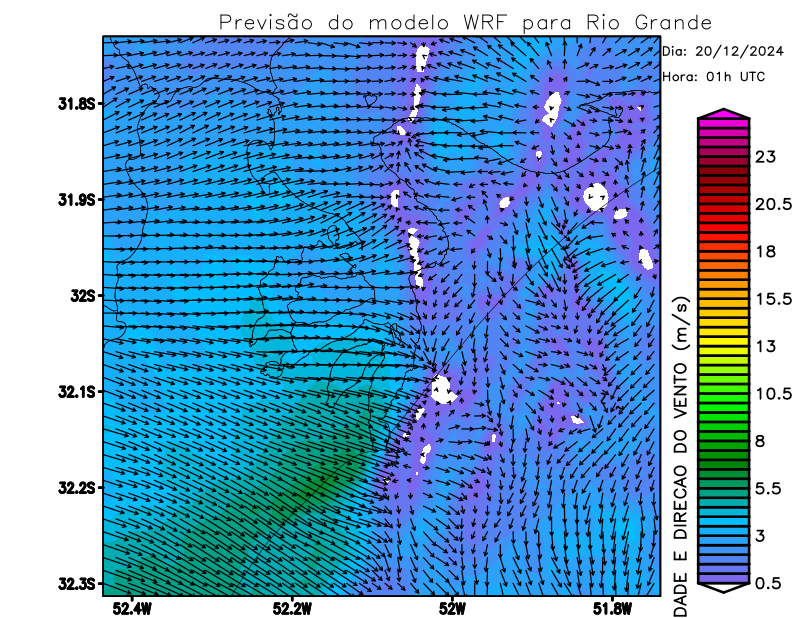 Previsão do modelo WRF para Rio Grande
Dia: 20/12/2024
Hora: 01h UTC
31.8S
31.9S
32S
32.1S
32.2S
32.3S
52.4W
52.2W
52W
51.8W
23
20.5
18
15.5
13
10.5
8
5.5
3
0.5
DADE E DIRECAO DO VENTO (m/s)